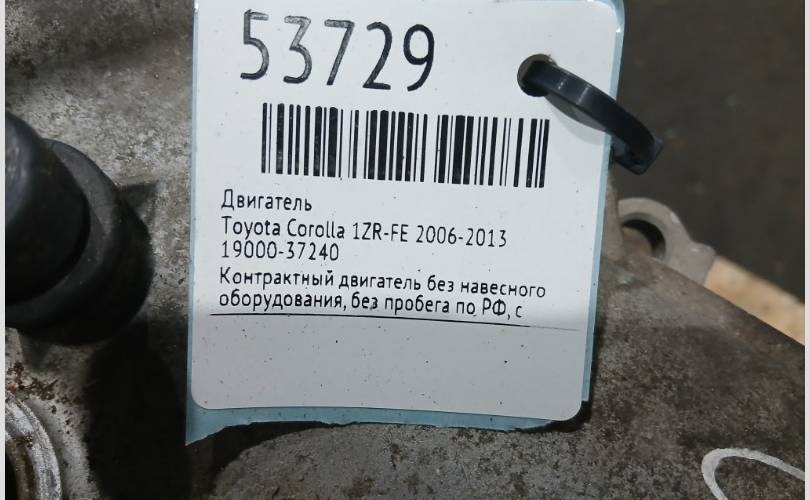 53729
Двигатель
Toyota Corolla 1ZR-FE 2006-2013
19000-37240
Контрактный двигатель без навесного
оборудования, без пробега по РФ, с